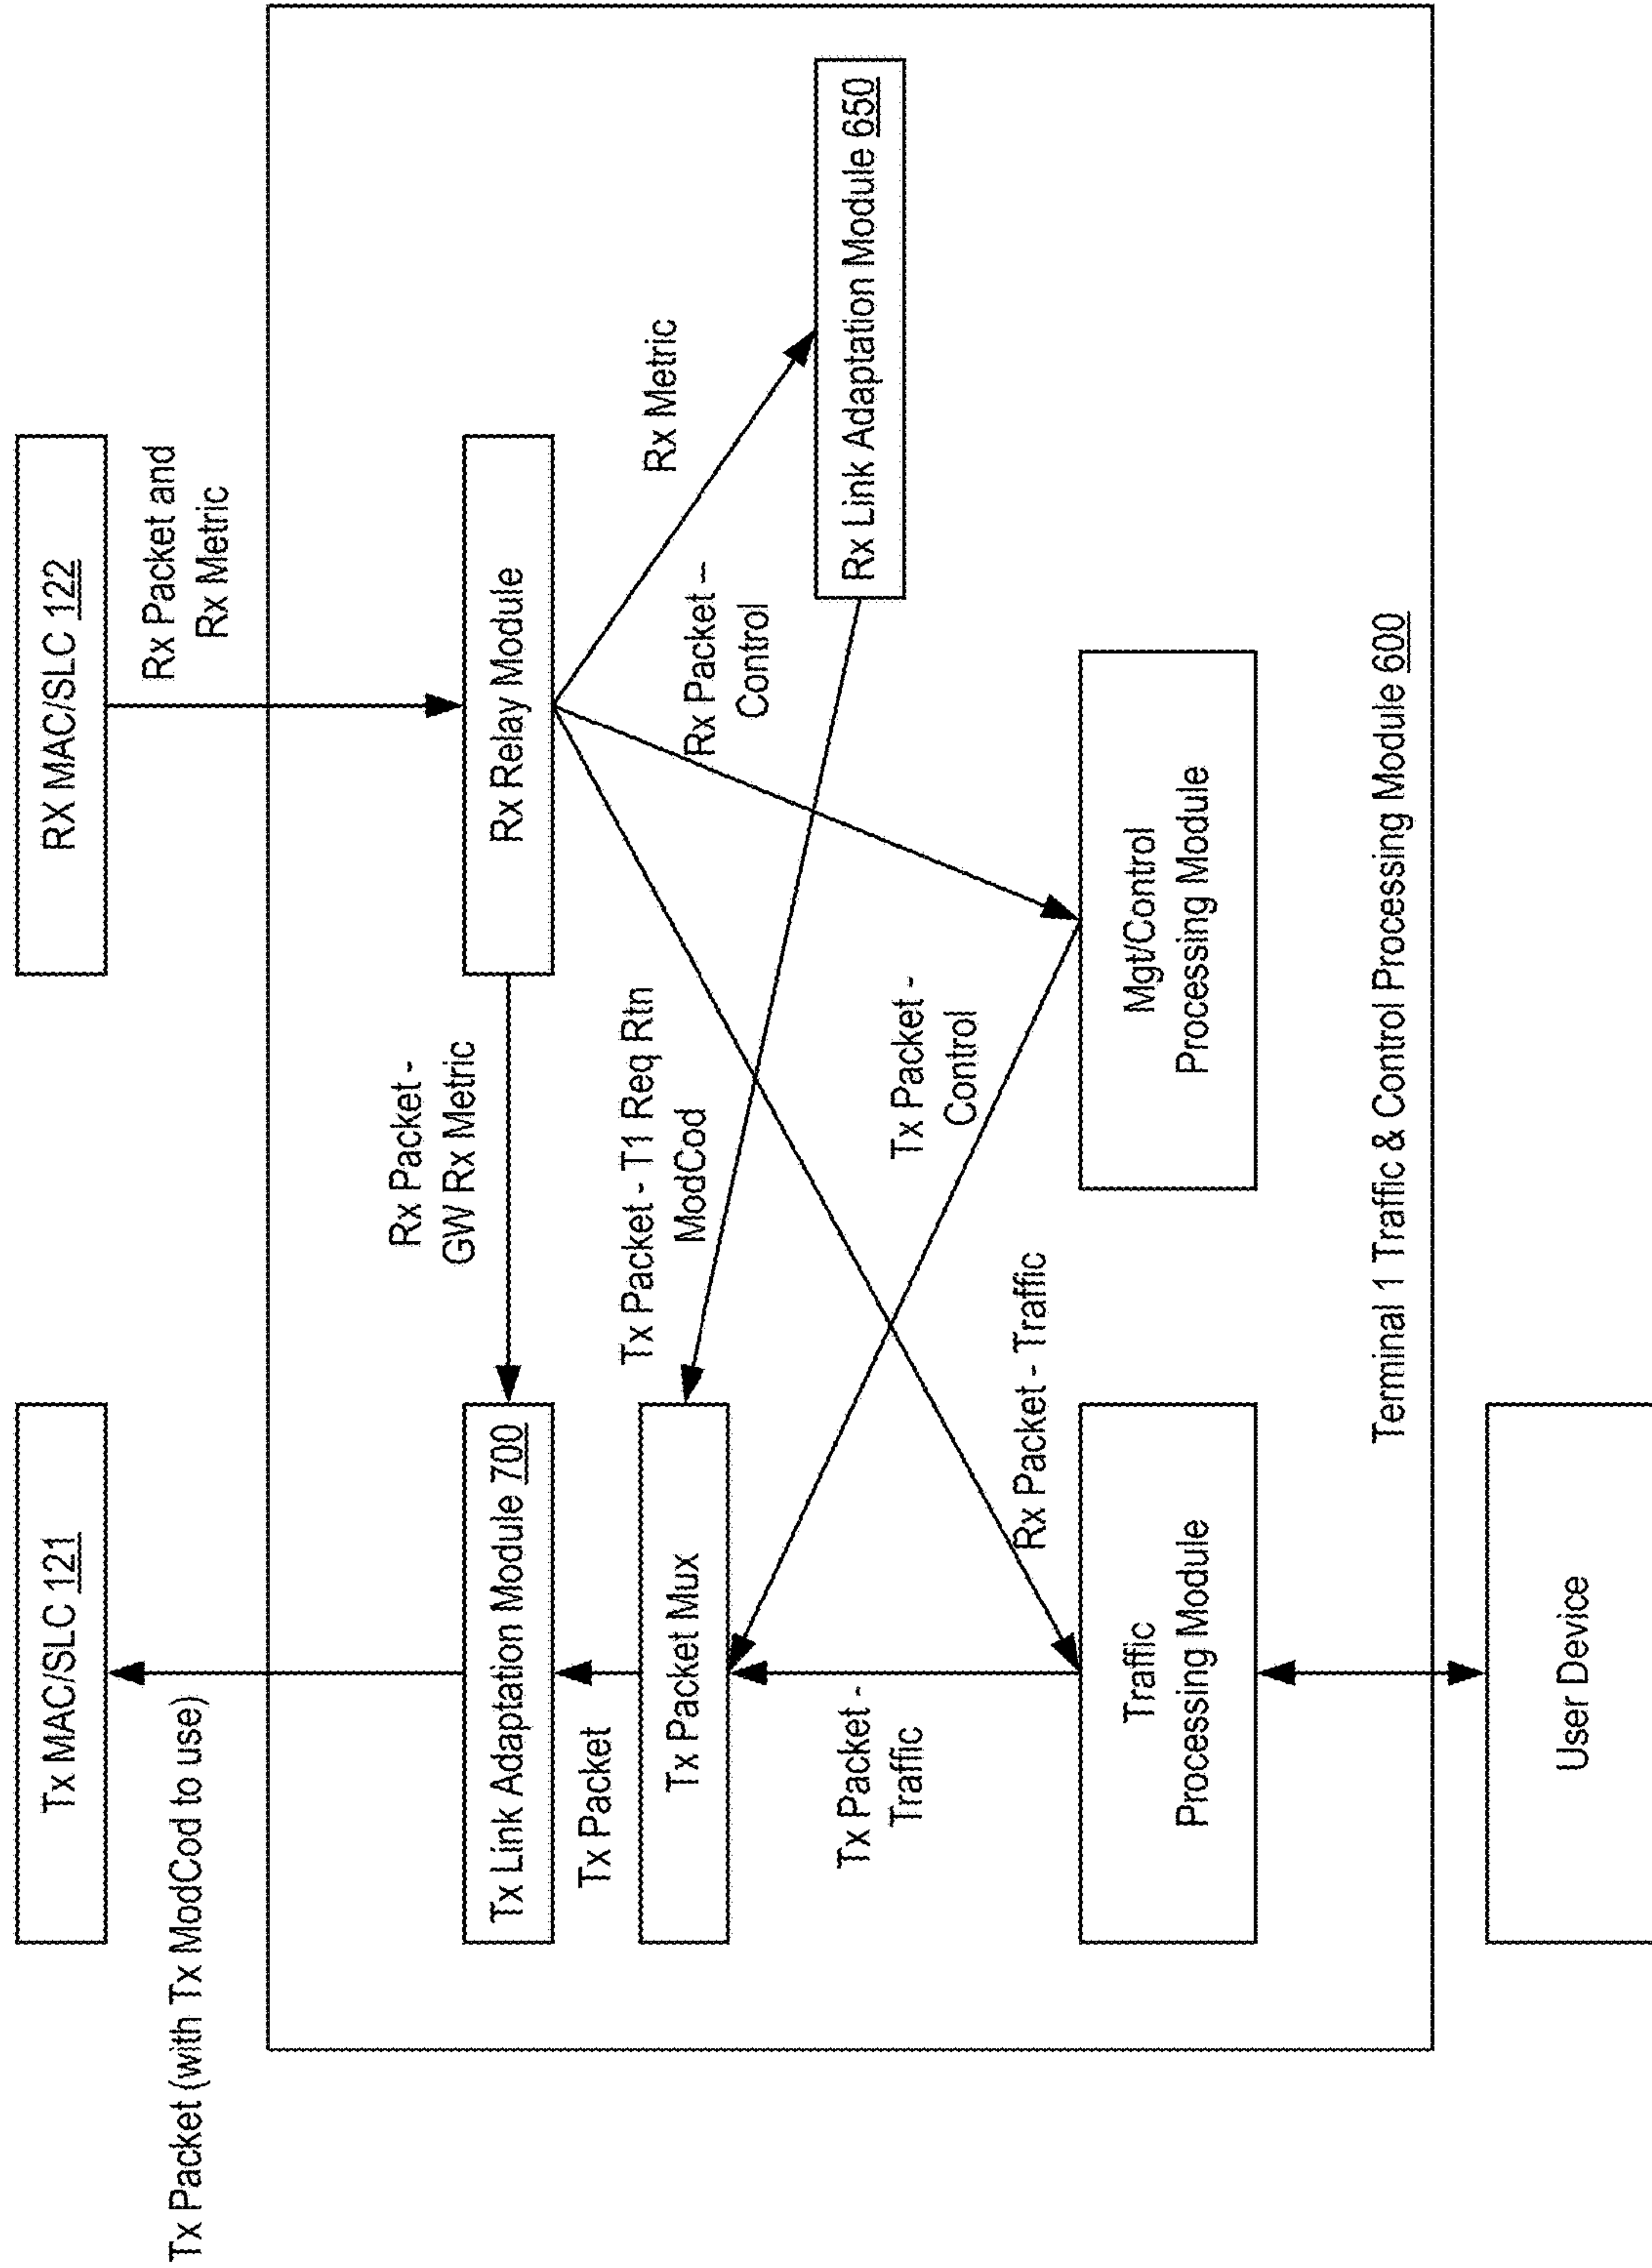 Tx MAC/SLC 121
RX MAC/SLC 122
Tx Packet (with Tx ModCod to use)
Rx Packet and
Rx Metric
Tx Link Adaptation Module 700
Rx Packet -
GW Rx Metric
Rx Relay Module
Tx Packet
Tx Packet Mux
Tx Packet - T1 Req Rtn
ModCod
Rx Packet –
Control
Rx Metric
Rx Link Adaptation Module 650
Tx Packet -
Traffic
Tx Packet -
Control
Rx Packet - Traffic
Traffic
Processing Module
Mgt/Control
Processing Module
Terminal 1 Traffic & Control Processing Module 600
User Device